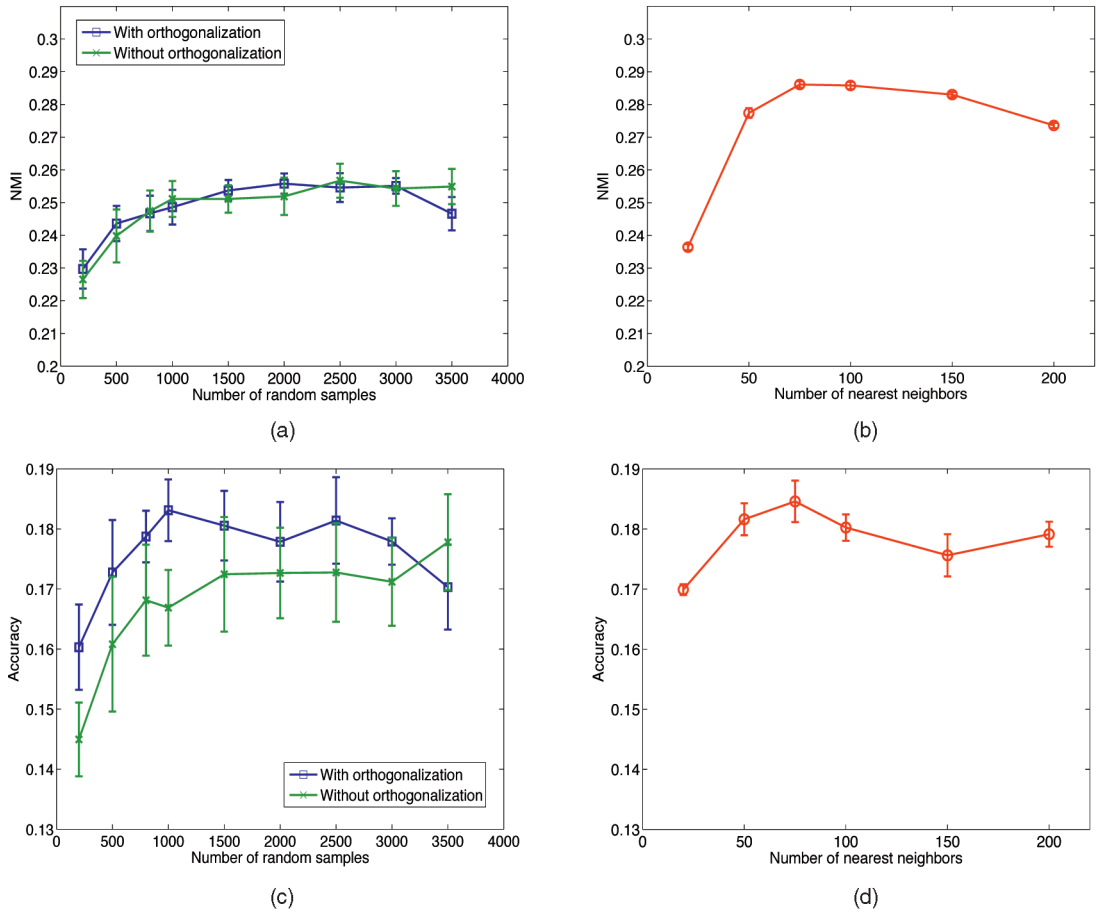 With orthogonalization
Without orthogonalization
0.3
0.29
0.28
0.27
0.26
0.25
0.24
0.23
0.22
0.21
0.2
NMI
0 500 1000 1500 2000 2500 3000 3500 4000
Number of random samples
(a)
0.3
0.29
0.28
0.27
0.26
0.25
0.24
0.23
0.22
0.21
0.2
NMI
0 50 100 150 200
Number of nearest neighbors
(b)
0.19
0.18
0.17
0.16
0.15
0.14
0.13
Accuracy
With orthogonalization
Without orthogonalization
0 500 1000 1500 2000 2500 3000 3500 4000
Number of random samples
(c)
0.19
0.18
0.17
0.16
0.15
0.14
0.13
Accuracy
0 50 100 150 200
Number of nearest neighbors
(d)